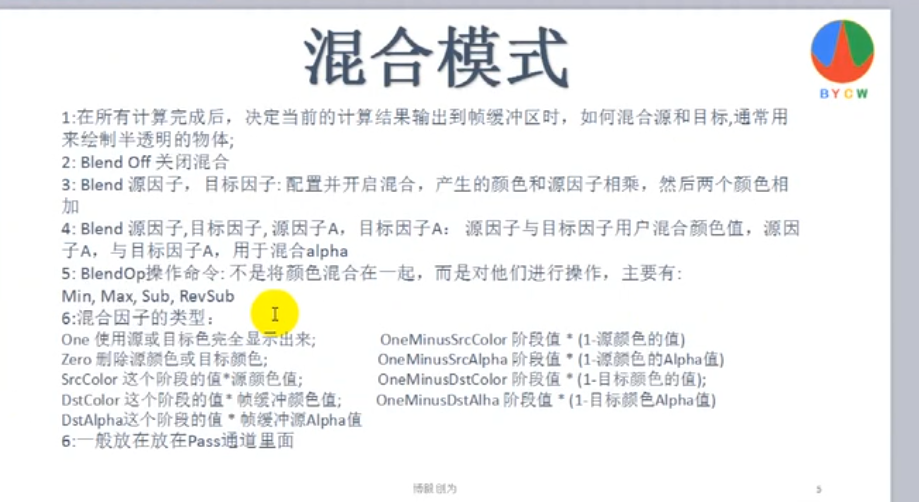 混合模式
BYCW
1:在所有计算完成后，决定当前的计算结果输出到帧缓冲区时，如何混合源和目标,通常用
来绘制半透明的物体;
2: Blend Off 关闭混合
3: Blend 源因子，目标因子: 配置并开启混合，产生的颜色和源因子相乘，然后两个颜色相
加
4: Blend 源因子,目标因子, 源因子A，目标因子A： 源因子与目标因子用户混合颜色值，源因
子A，与目标因子A，用于混合alpha
5: BlendOp操作命令: 不是将颜色混合在一起，而是对他们进行操作，主要有:
Min, Max, Sub, RevSub
6:混合因子的类型：
One 使用源或目标色完全显示出来; OneMinusSrcColor 阶段值 * (1-源颜色的值)
Zero 删除源颜色或目标颜色; OneMinusSrcAlpha 阶段值 * (1-源颜色的Alpha值)
SrcColor 这个阶段的值*源颜色值; OneMinusDstColor 阶段值 * (1-目标颜色的值);
DstColor 这个阶段的值* 帧缓冲颜色值; OneMinusDstAlha 阶段值 * (1-目标颜色Alpha值)
DstAlpha这个阶段的值* 帧缓冲源Alpha值
6:一般放在放在Pass通道里面
博毅创为
5